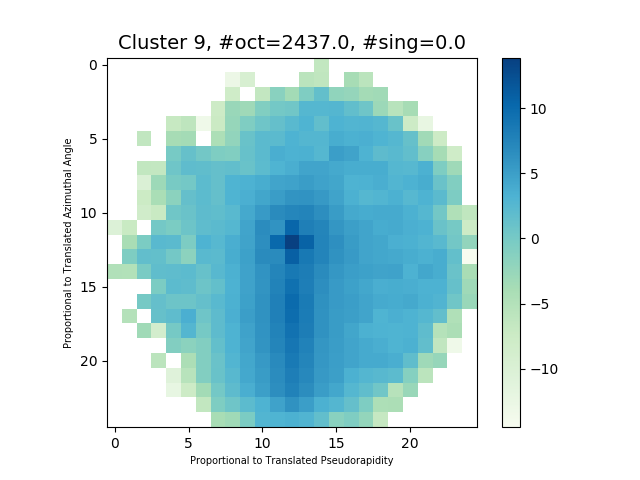 Cluster 9, #oct=2437.0, #sing=0.0
Proportional to Translated Azimuthal Angle
0
5
10
15
20
0 5 10 15 20
Proportional to Translated Pseudorapidity
10
5
0
−5
−10